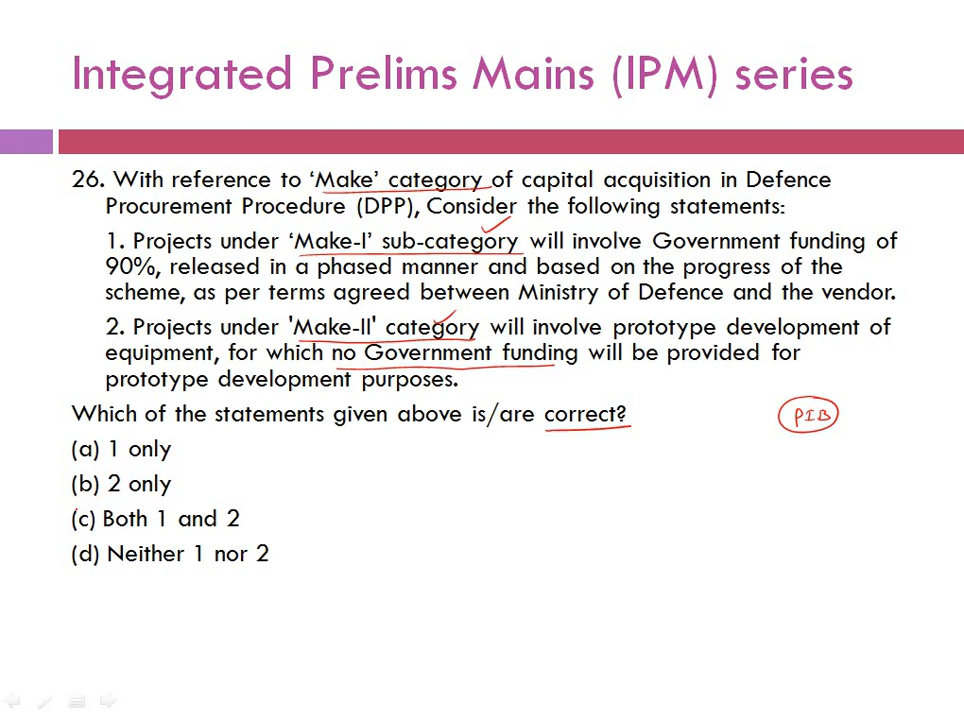 Integrated Prelims Mains (IPM) series
26. With reference to ‘Make’ category of capital acquisition in Defence
Procurement Procedure (DPP), Consider the following statements:
1. Projects under ‘Make-I’ sub-category will involve Government funding of
90%, released in a phased manner and based on the progress of the
scheme, as per terms agreed between Ministry of Defence and the vendor.
2. Projects under 'Make-II' category will involve prototype development of
equipment, for which no Government funding will be provided for
prototype development purposes.
Which of the statements given above is/are correct?
PIB
(a) 1 only
(b) 2 only
(c) Both 1 and 2
(d) Neither 1 nor 2